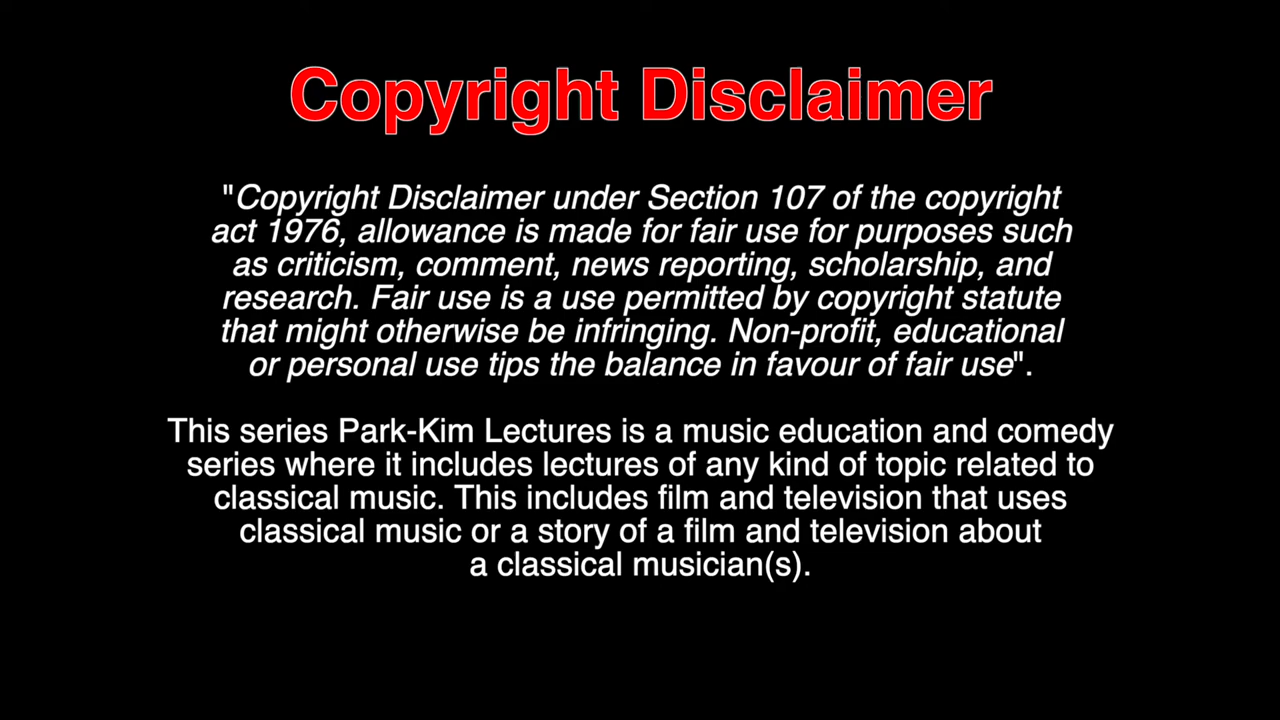 Copyright Disclaimer
"Copyright Disclaimer under Section 107 of the copyright
act 1976, allowance is made for fair use for purposes such
as criticism, comment, news reporting, scholarship, and
research. Fair use is a use permitted by copyright statute
that might otherwise be infringing. Non-profit, educational
or personal use tips the balance in favour of fair use".
This series Park-Kim Lectures is a music education and comedy
series where it includes lectures of any kind of topic related to
classical music. This includes film and television that uses
classical music or a story of a film and television about
a classical musician(s).